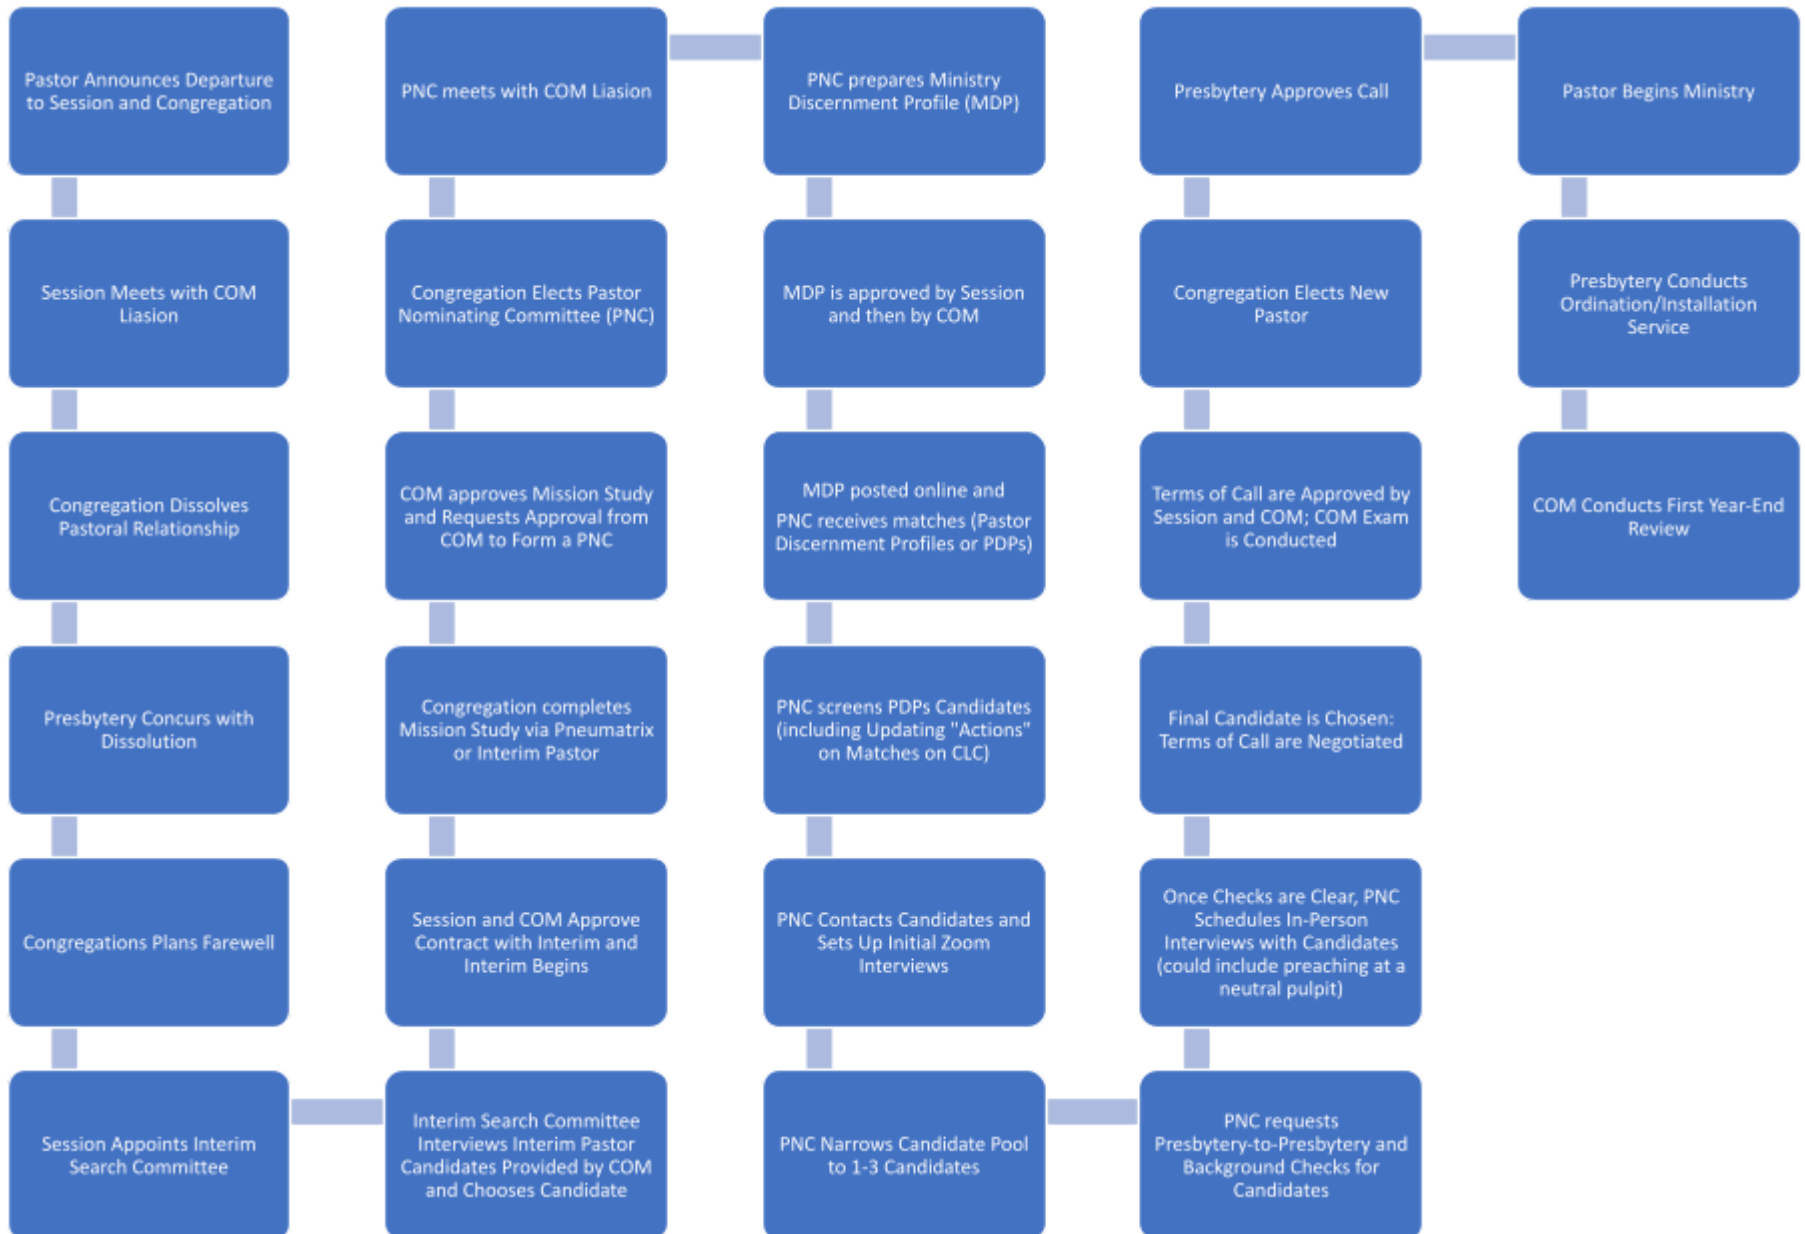 Pastor Announces Departure
to Session and Congregation
Session Meets with COM
Liasion
Congregation Dissolves
Pastoral Relationship
Presbytery Concurs with
Dissolution
Congregations Plans Farewell
Session Appoints Interim
Search Committee
Interim Search Committee
Interviews Interim Pastor
Candidates Provided by COM
and Chooses Candidate
Session and COM Approve
Contract with Interim and
Interim Begins
Congregation completes
Mission Study via Pneumatrix
or Interim Pastor
COM approves Mission Study
and Requests Approval from
COM to Form a PNC
Congregation Elects Pastor
Nominating Committee (PNC)
PNC meets with COM Liasion
PNC prepares Ministry
Discernment Profile (MDP)
MDP is approved by Session
and then by COM
MDP posted online and
PNC receives matches (Pastor
Discernment Profiles or PDPs)
PNC screens PDPs Candidates
(including Updating "Actions"
on Matches on CLC)
PNC Contacts Candidates and
Sets Up Initial Zoom
Interviews
PNC Narrows Candidate Pool
to 1-3 Candidates
PNC requests
Presbytery-to-Presbytery and
Background Checks for
Candidates
Once Checks are Clear, PNC
Schedules In-Person
Interviews with Candidates
(could include preaching at a
neutral pulpit)
Final Candidate is Chosen:
Terms of Call are Negotiated
Terms of Call are Approved by
Session and COM; COM Exam
is Conducted
Congregation Elects New
Pastor
Presbytery Approves Call
Pastor Begins Ministry
Presbytery Conducts
Ordination/Installation
Service
COM Conducts First Year-End
Review